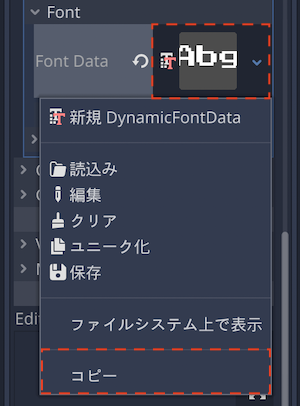 Font
Font Data
Abg
新規 DynamicFontData
読込み
編集
クリア
ユニーク化
保存
Edi
ファイルシステム上で表示
コピー